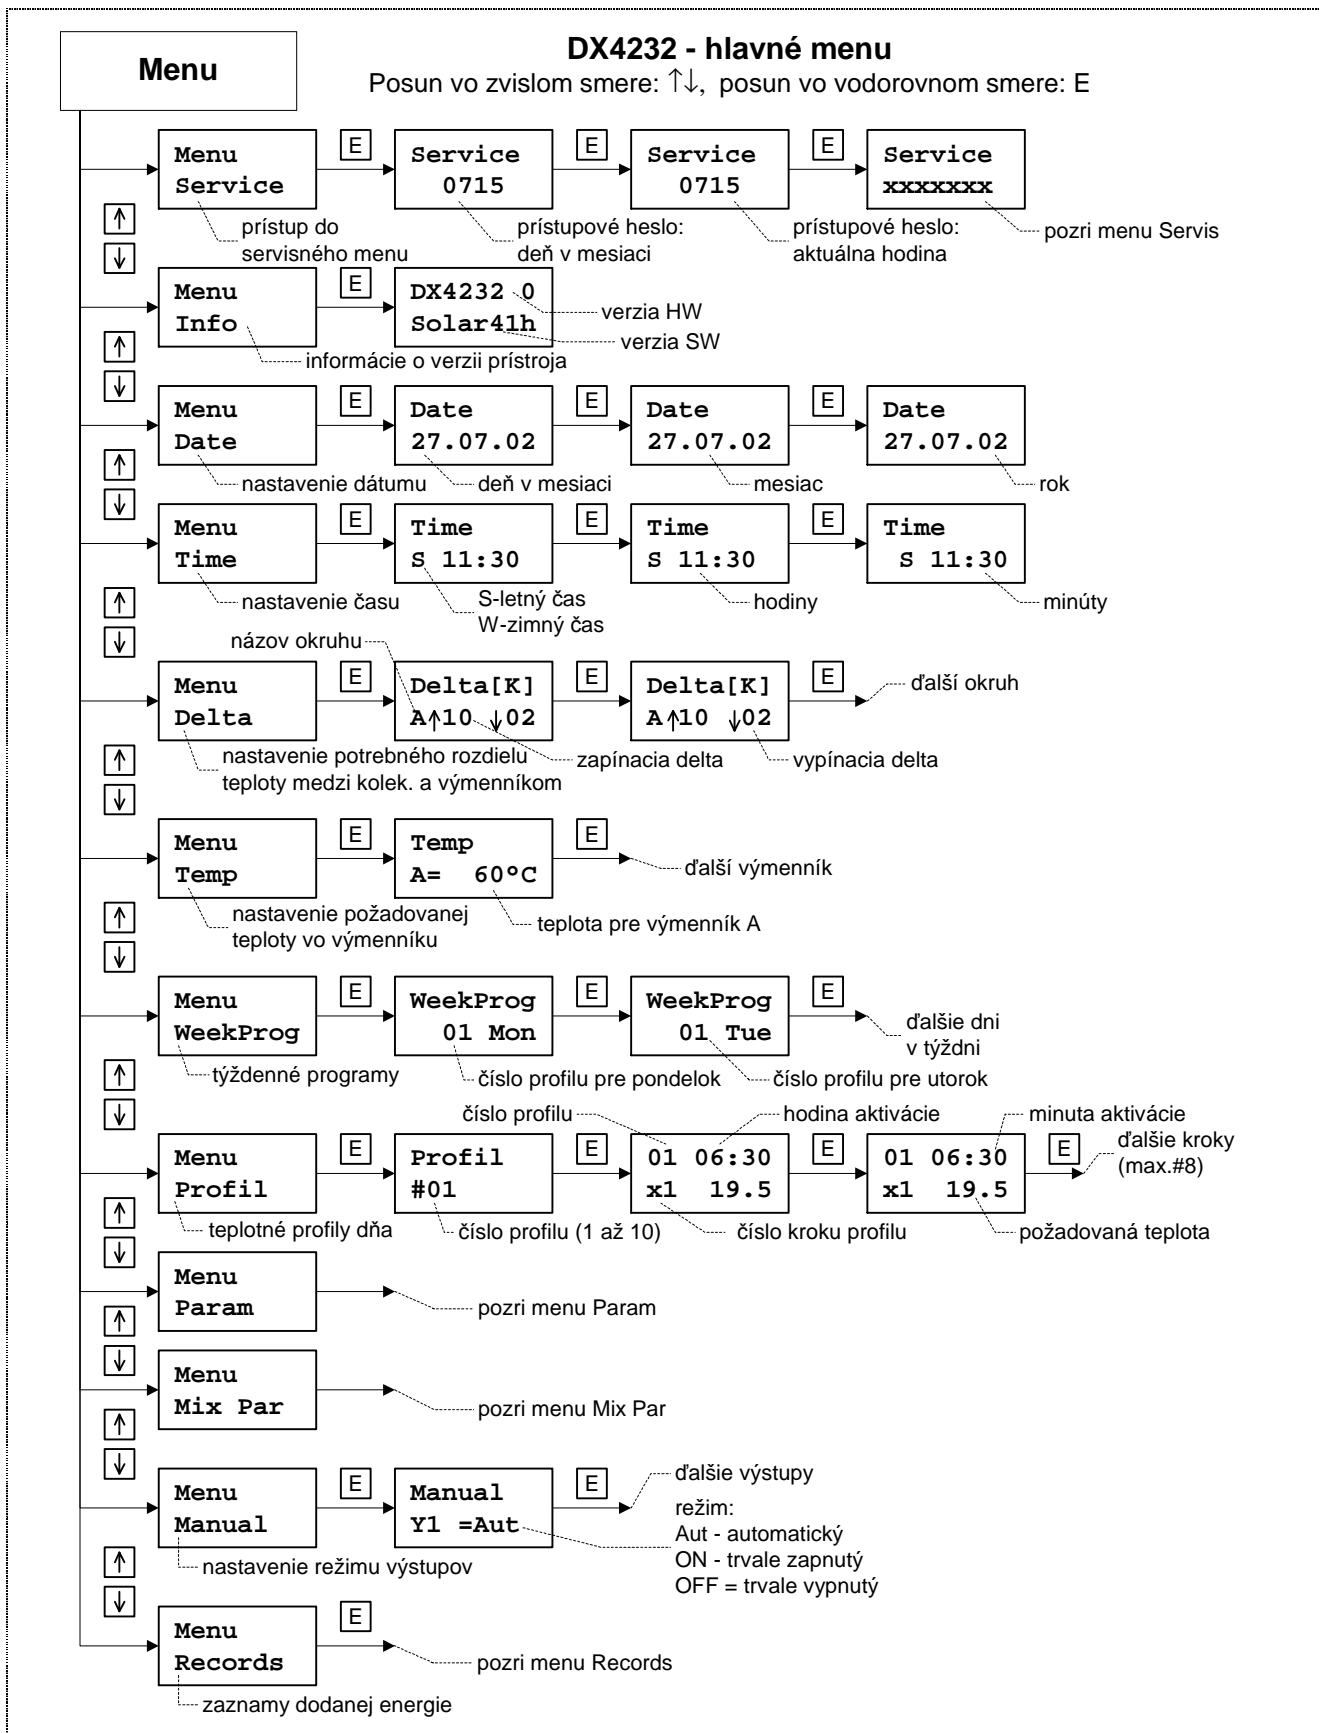 Menu
DX4232 - hlavné menu
Posun vo zvislom smere: ↑↓, posun vo vodorovnom smere: E
Menu
Service
E
Service
0715
E
Service
0715
E
Service
xxxxxxx
↑
↓
prístup do
servisného menu
prístupové heslo:
deň v mesiaci
prístupové heslo:
aktuálna hodina
pozri menu Servis
Menu
Info
E
DX4232 0
Solar41h
verzia HW
verzia SW
informácie o verzii prístroja
↑
↓
Menu
Date
E
Date
27.07.02
E
Date
27.07.02
E
Date
27.07.02
↑
↓
nastavenie dátumu
deň v mesiaci
mesiac
rok
Menu
Time
E
Time
S 11:30
E
Time
S 11:30
E
Time
S 11:30
↑
↓
nastavenie času
S-letný čas
W-zimný čas
hodiny
minúty
názov okruhu
Menu
Delta
E
Delta[K]
A↑10 ↓02
E
Delta[K]
A↑10 ↓02
E
ďalší okruh
↑
↓
nastavenie potrebného rozdielu
teploty medzi kolek. a výmenníkom
zapínacia delta
vypínacia delta
Menu
Temp
E
Temp
A= 60°C
E
ďalší výmenník
↑
↓
nastavenie požadovanej
teploty vo výmenníku
teplota pre výmenník A
Menu
WeekProg
E
WeekProg
01 Mon
E
WeekProg
01 Tue
E
ďalšie dni
v týždni
↑
↓
týždenné programy
číslo profilu pre pondelok
číslo profilu pre utorok
číslo profilu
hodina aktivácie
minuta aktivácie
Menu
Profil
E
Profil
#01
E
01 06:30
x1 19.5
E
01 06:30
x1 19.5
E
ďalšie kroky
(max.#8)
↑
↓
teplotné profily dňa
číslo profilu (1 až 10)
číslo kroku profilu
požadovaná teplota
Menu
Param
pozri menu Param
↑
↓
Menu
Mix Par
pozri menu Mix Par
↑
↓
Menu
Manual
E
Manual
Y1 =Aut
E
ďalšie výstupy
režim:
Aut - automatický
ON - trvale zapnutý
OFF = trvale vypnutý
nastavenie režimu výstupov
↑
↓
Menu
Records
E
pozri menu Records
zaznamy dodanej energie